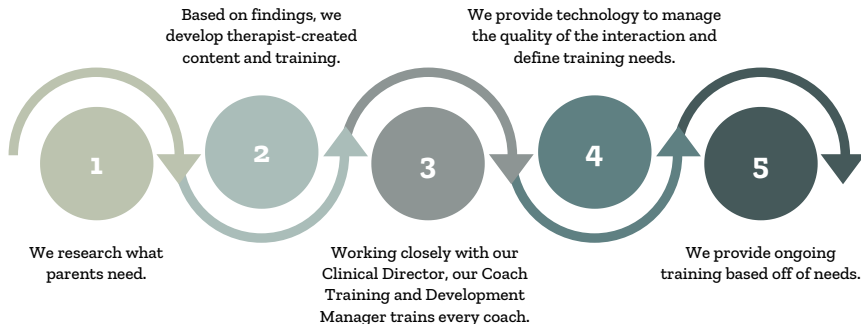 1
We research what
parents need.
2
Based on findings, we
develop therapist-created
content and training.
3
Working closely with our
Clinical Director, our Coach
Training and Development
Manager trains every coach.
4
We provide technology to manage
the quality of the interaction and
define training needs.
5
We provide ongoing
training based off of needs.